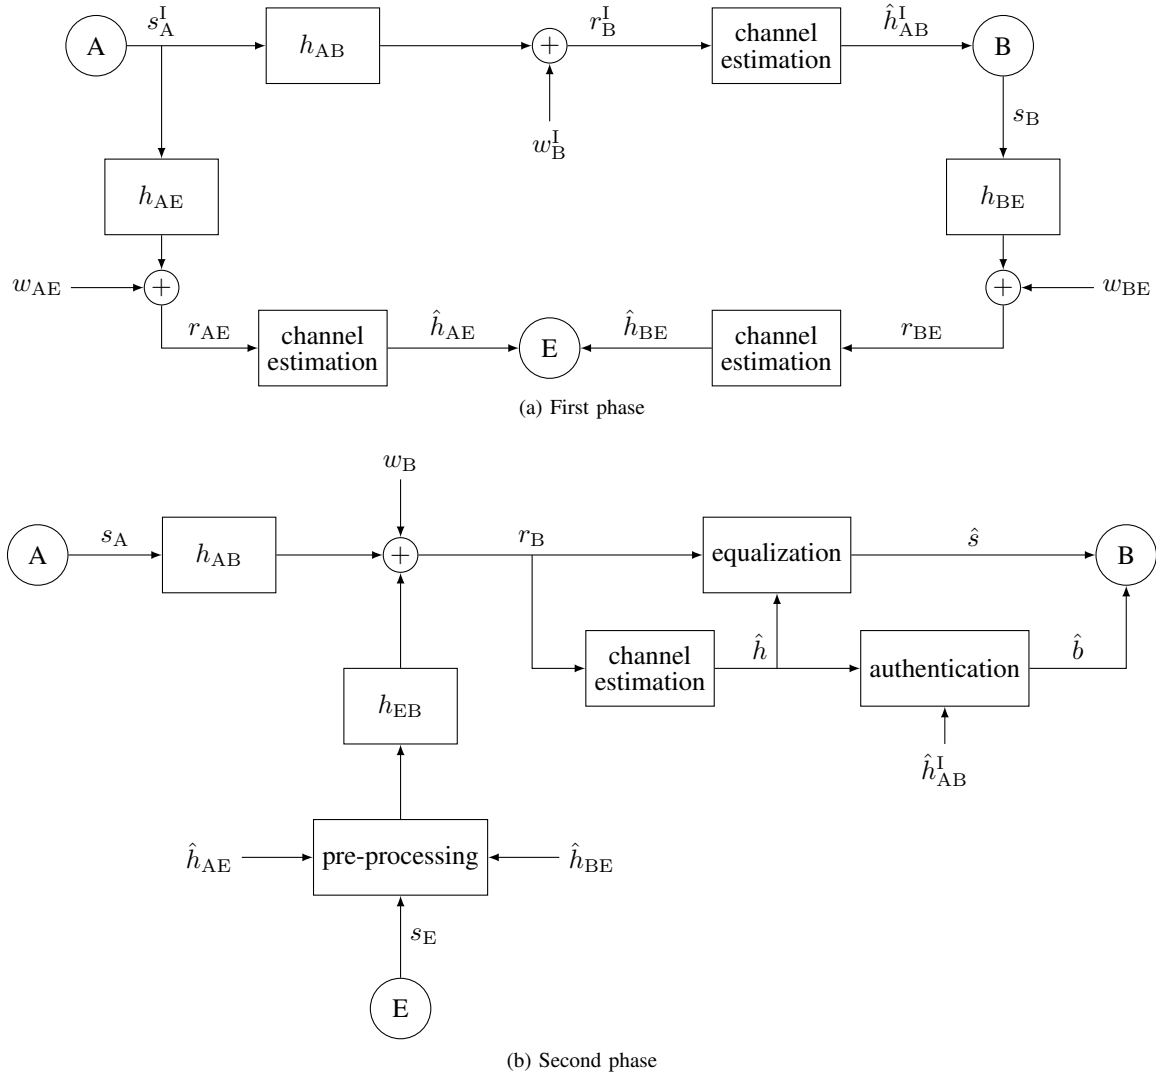 A
s_A^I
h_AB
+
r_B^I
channel
estimation
ĥ_AB^I
B
w_B^I
s_B
h_AE
h_BE
w_AE
+
+
w_BE
r_AE
channel
estimation
ĥ_AE
E
ĥ_BE
channel
estimation
r_BE
(a) First phase
w_B
A
s_A
h_AB
+
r_B
equalization
ŝ
B
channel
estimation
ĥ
authentication
b̂
h_EB
ĥ_AB^I
ĥ_AE
pre-processing
ĥ_BE
s_E
E
(b) Second phase